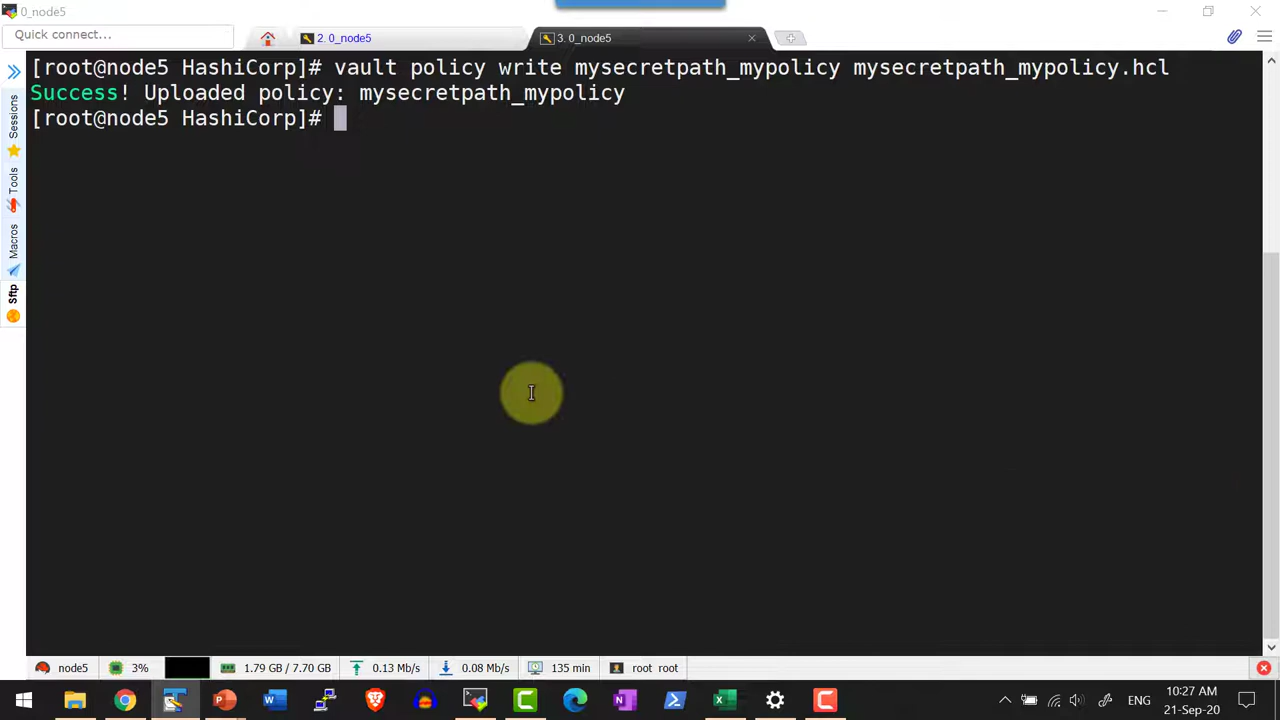 0_node5
Quick connect...
2. 0_node5
3. 0_node5
[root@node5 HashiCorp]# vault policy write mysecretpath_mypolicy mysecretpath_mypolicy.hcl
Success! Uploaded policy: mysecretpath_mypolicy
[root@node5 HashiCorp]#
Sessions
Tools
Macros
Sftp
node5
3%
1.79 GB / 7.70 GB
0.13 Mb/s
0.08 Mb/s
135 min
root root
ENG
10:27 AM
21-Sep-20